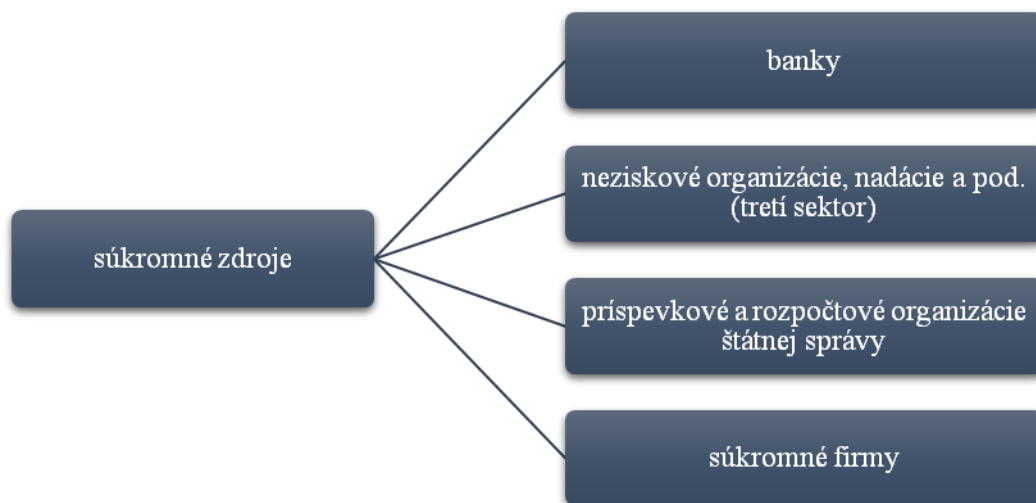 súkromné zdroje
banky
neziskové organizácie, nadácie a pod.
(tretí sektor)
príspevkové a rozpočtové organizácie
štátnej správy
súkromné firmy